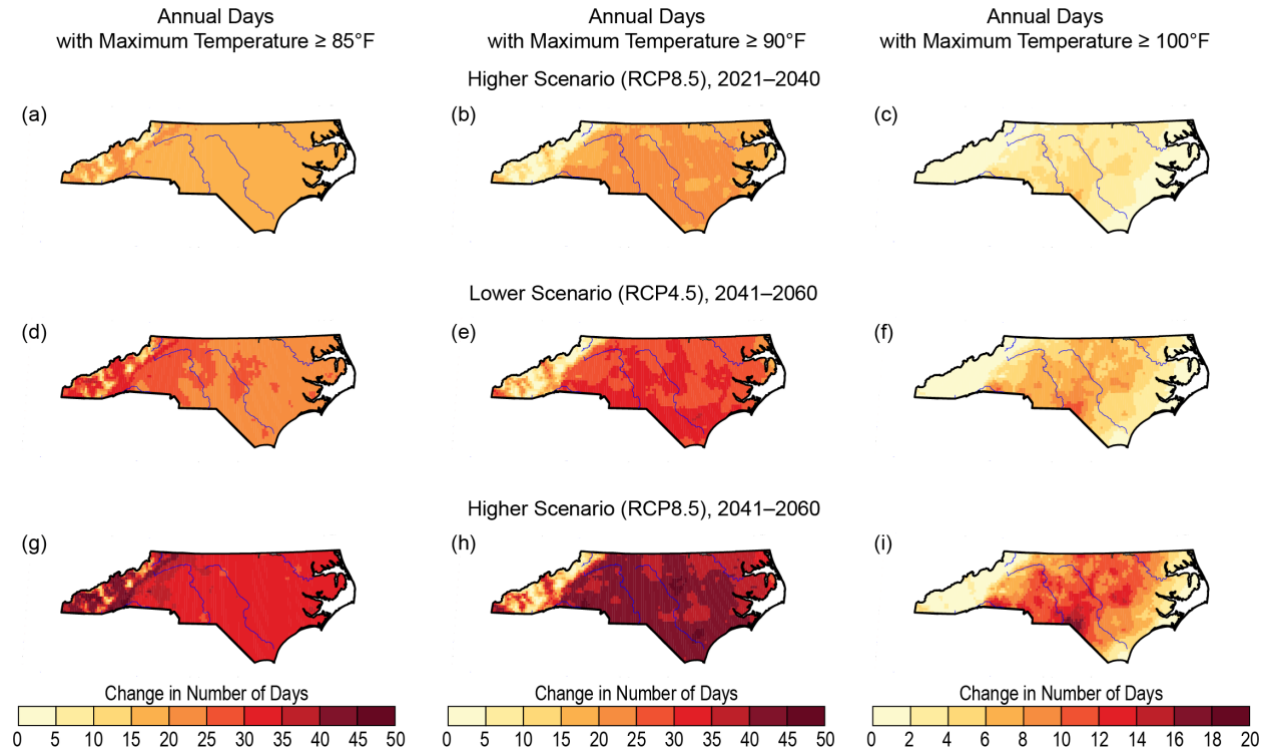 Annual Days
with Maximum Temperature ≥ 85°F
Annual Days
with Maximum Temperature ≥ 90°F
Annual Days
with Maximum Temperature ≥ 100°F
Higher Scenario (RCP8.5), 2021–2040
(a)
(b)
(c)
Lower Scenario (RCP4.5), 2041–2060
(d)
(e)
(f)
Higher Scenario (RCP8.5), 2041–2060
(g)
(h)
(i)
Change in Number of Days
0 5 10 15 20 25 30 35 40 45 50
Change in Number of Days
0 5 10 15 20 25 30 35 40 45 50
Change in Number of Days
0 2 4 6 8 10 12 14 16 18 20